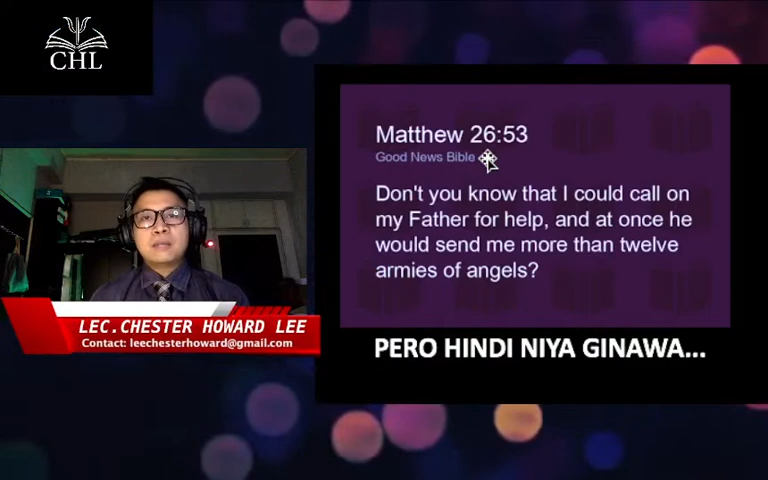 CHL
Matthew 26:53
Good News Bible
Don't you know that I could call on
my Father for help, and at once he
would send me more than twelve
armies of angels?
PERO HINDI NIYA GINAWA...
LEC.CHESTER HOWARD LEE
Contact: leechesterhoward@gmail.com